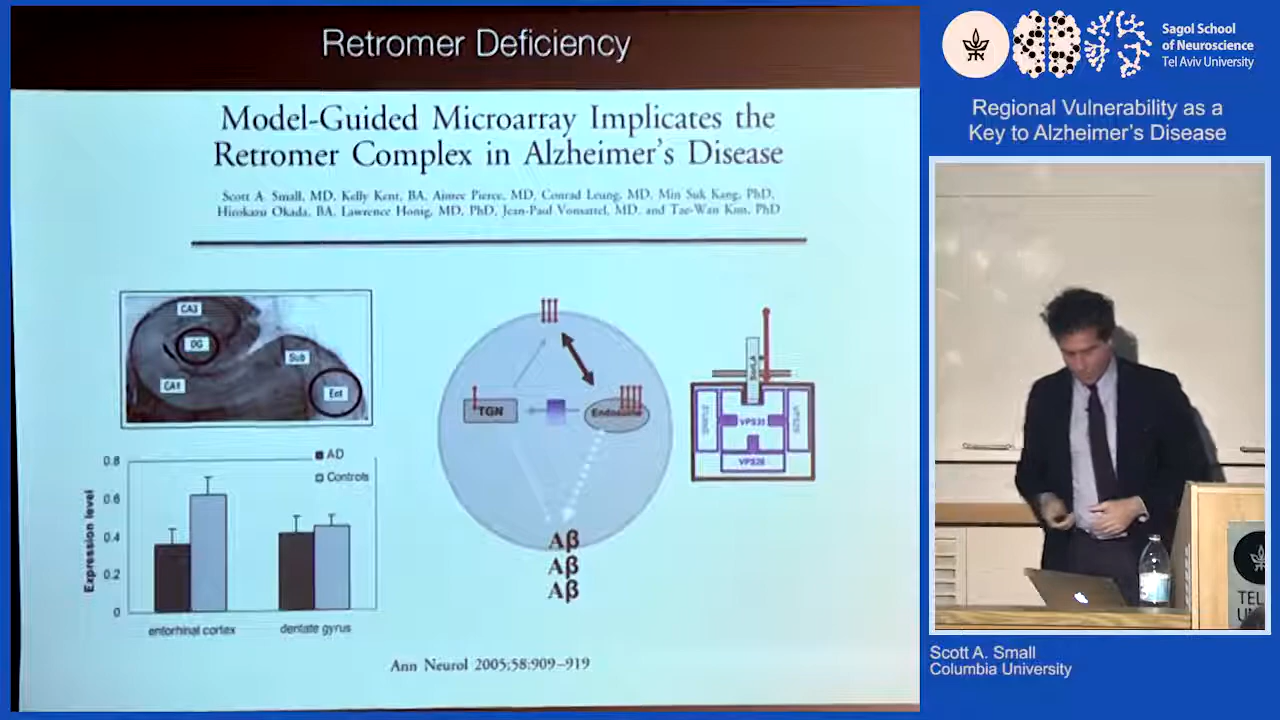 Retromer Deficiency
Model-Guided Microarray Implicates the
Retromer Complex in Alzheimer's Disease
Scott A. Small, MD, Kelly Kent, BA, Aimee Pierce, MD, Conrad Leung, MD, Min Suk Kang, PhD,
Hirokazu Okada, BA, Lawrence Honig, MD, PhD, Jean-Paul Vonsattel, MD, and Tae-Wan Kim, PhD
CA3
DG
Sub
CA1
Ent
TGN
Endosome
Aβ
Aβ
Aβ
SorLA
VPS35
VPS29
VPS26
AD
Controls
Expression level
0.8
0.6
0.4
0.2
0
entorhinal cortex
dentate gyrus
Ann Neurol 2005;58:909–919
Sagol School
of Neuroscience
Tel Aviv University
Regional Vulnerability as a
Key to Alzheimer's Disease
TEL
Scott A. Small
Columbia University